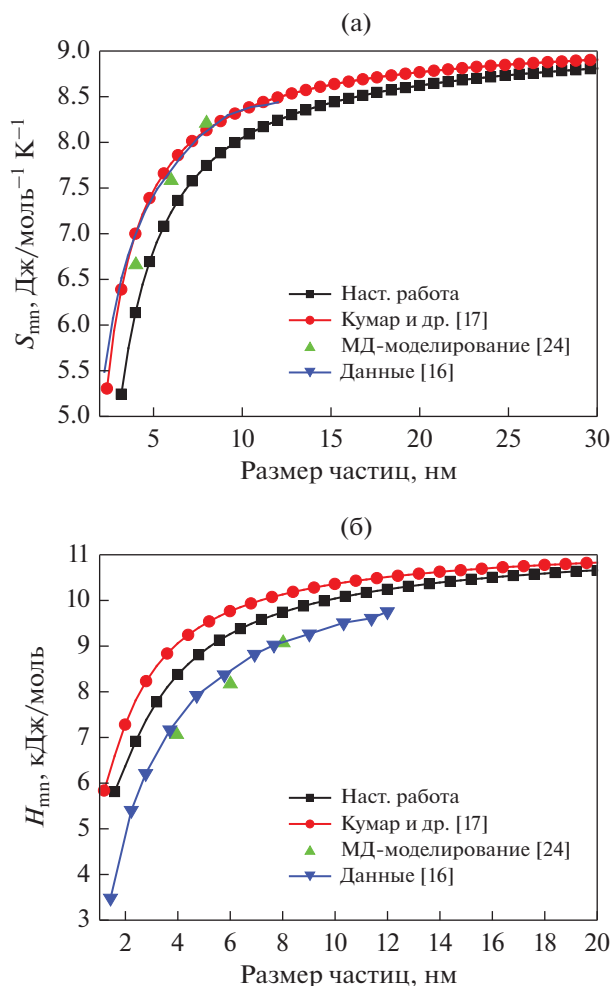 (а)
9.0
8.5
8.0
7.5
7.0
6.5
6.0
5.5
5.0
S_mn, Дж/моль⁻¹ К⁻¹
Наст. работа
Кумар и др. [17]
МД-моделирование [24]
Данные [16]
5 10 15 20 25 30
Размер частиц, нм
(б)
11
10
9
8
7
6
5
4
3
H_mn, кДж/моль
Наст. работа
Кумар и др. [17]
МД-моделирование [24]
Данные [16]
2 4 6 8 10 12 14 16 18 20
Размер частиц, нм